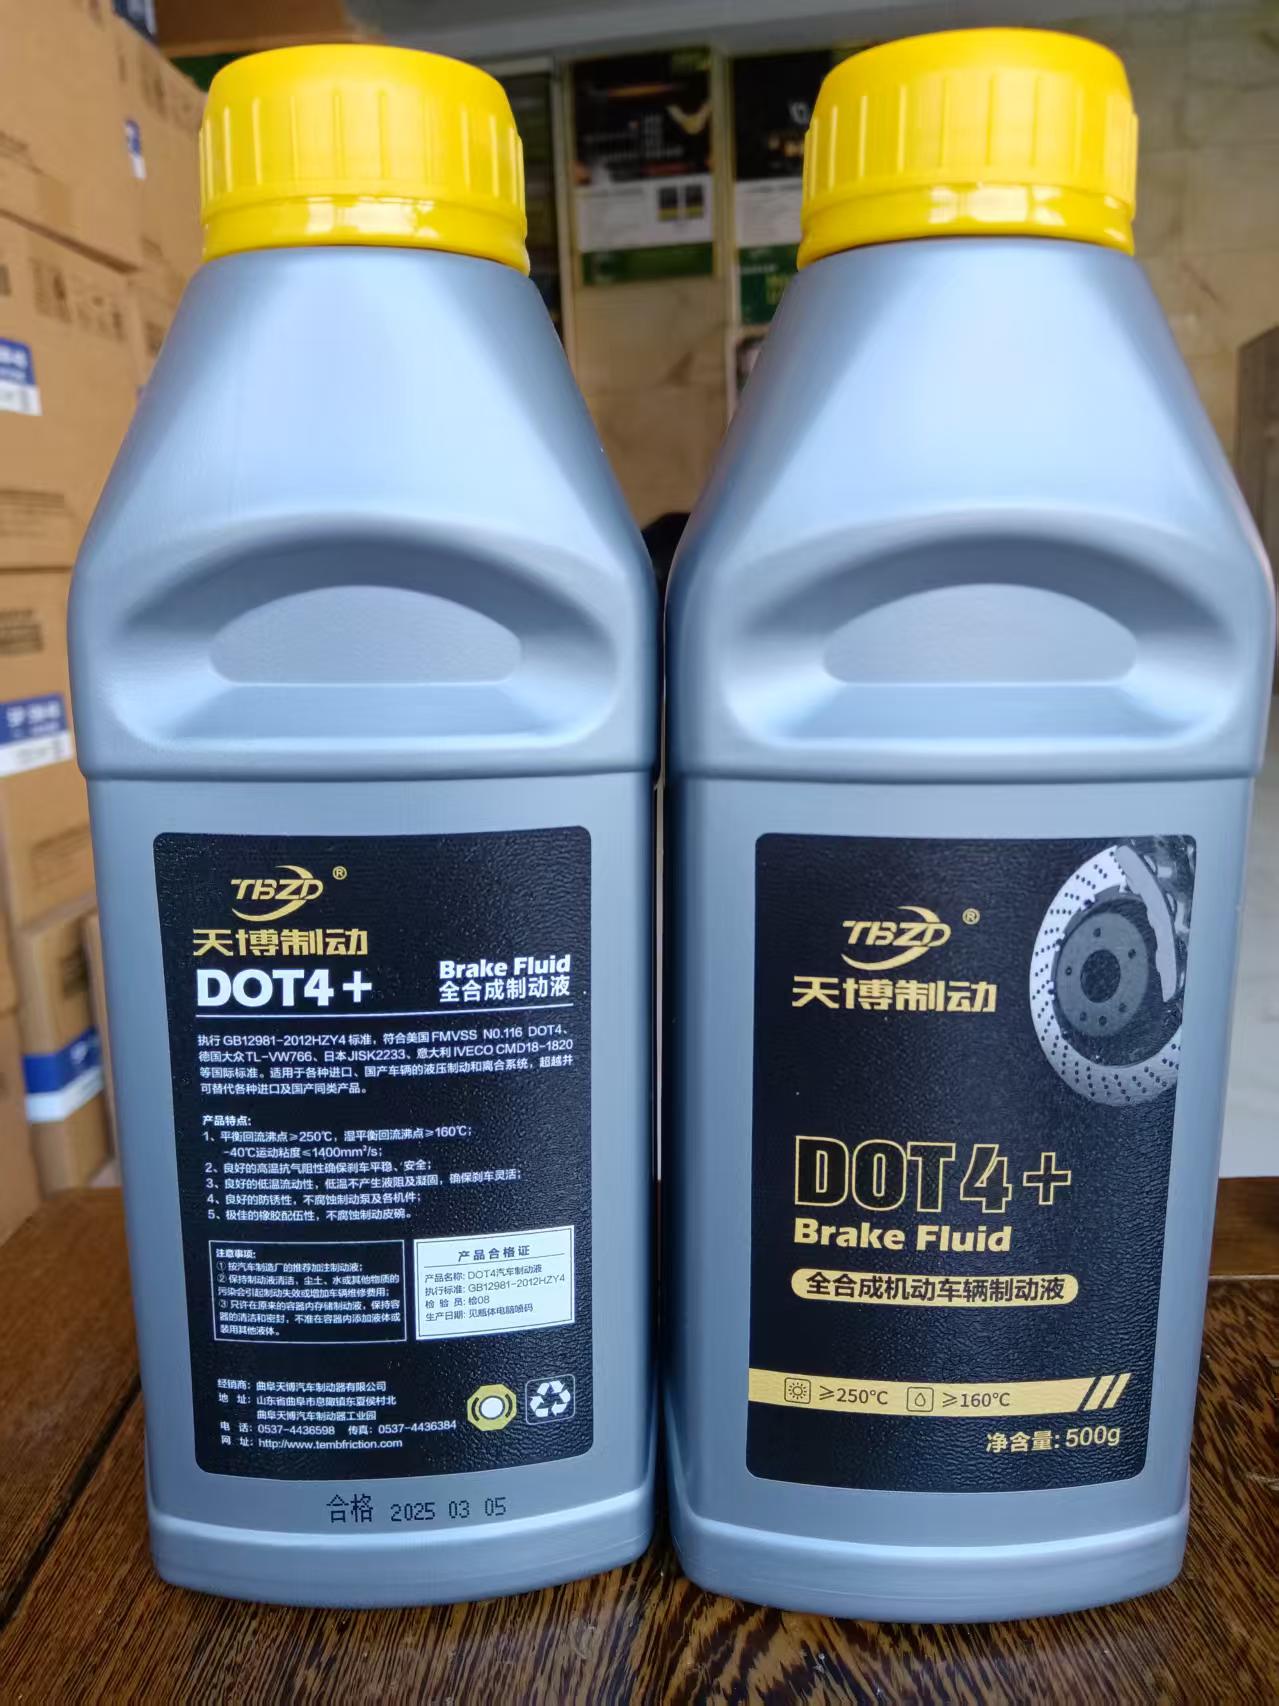 TBZD®
天博制动
DOT4+
Brake Fluid
全合成制动液
执行GB12981-2012HZY4标准，符合美国FMVSS N0.116 DOT4、
德国大众TL-VW766、日本JISK2233、意大利IVECO CMD18-1820
等国际标准。适用于各种进口、国产车辆的液压制动和离合系统，超越并
可替代各种进口及国产同类产品。
产品特点：
1、平衡回流沸点≥250℃，湿平衡回流沸点≥160℃；
-40℃运动粘度≤1400mm²/s；
2、良好的高温抗气阻性确保刹车平稳、安全；
3、良好的低温流动性，低温不产生液阻及凝固，确保刹车灵活；
4、良好的防锈性，不腐蚀制动泵及各机件；
5、极佳的橡胶配伍性，不腐蚀制动皮碗。
注意事项：
①按汽车制造厂的推荐加注制动液；
②保持制动液清洁，尘土、水或其他物质的
污染会引起制动失效或增加车辆维修费用；
③只许在原来的容器内存储制动液，保持容
器的清洁和密封，不准在容器内添加液体或
装用其他液体。
产品合格证
产品名称：DOT4汽车制动液
执行标准：GB12981-2012HZY4
检 验 员：检08
生产日期：见瓶体电脑喷码
经销商：曲阜天博汽车制动器有限公司
地 址：山东省曲阜市息陬镇东夏侯村北
曲阜天博汽车制动器工业园
电 话：0537-4436598 传真：0537-4436384
网 址：http://www.tembfriction.com
合格 2025 03 05
TBZD®
天博制动
DOT4+
Brake Fluid
全合成机动车辆制动液
≥250℃ ≥160℃
净含量：500g